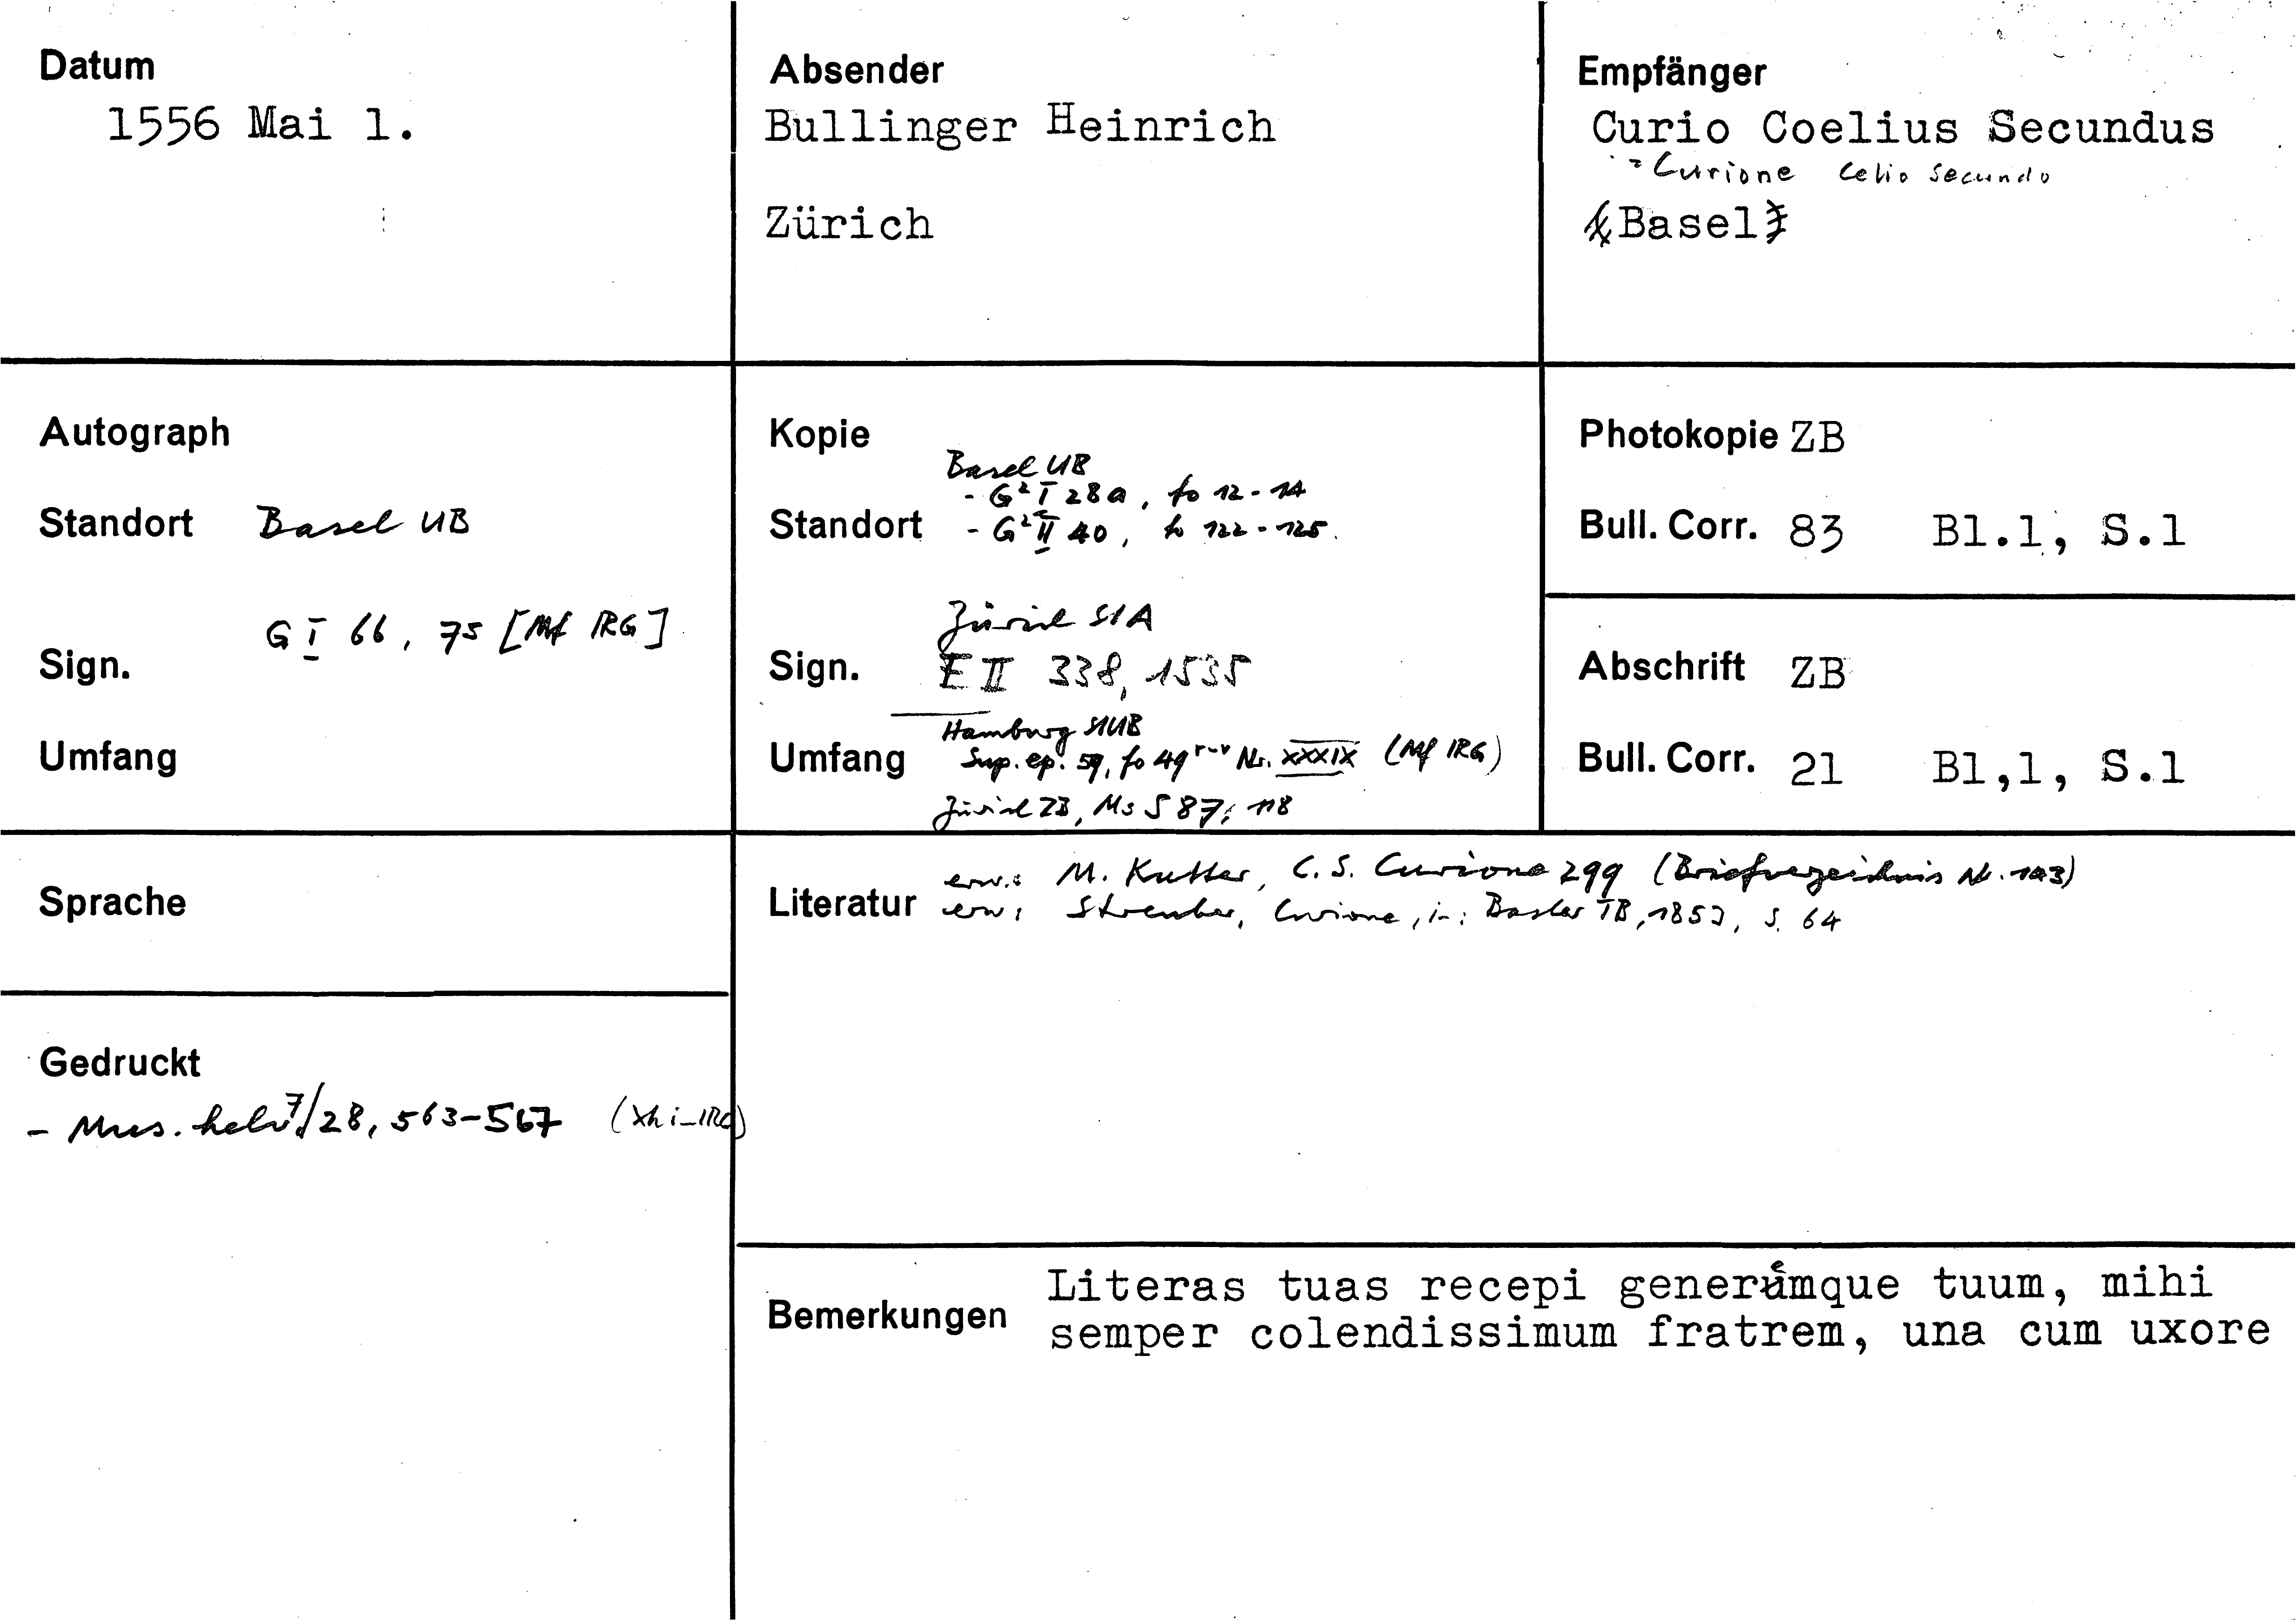 Datum
1556 Mai 1.
Absender
Bullinger Heinrich
Zürich
Empfänger
Curio Coelius Secundus
= Curione Celio Secundo
Basel
Autograph
Standort Basel UB
Sign. G I 66, 75 [Mf IRG]
Umfang
Kopie
Basel UB
- G² I 28a, fo 12-14
Standort - G² II 40, fo 122-125.
Zürich StA
Sign. E II 338, 1535
Hamburg SUB
Umfang Sup. ep. 59, fo 49 r-v Nr. XXXIX (Mf IRG)
Zürich ZB, Ms S 87, 118
Photokopie ZB
Bull. Corr. 83 Bl.1, S.1
Abschrift ZB
Bull. Corr. 21 Bl,1, S.1
Sprache
Literatur erw.: M. Kutter, C. S. Curione 299 (Briefverzeichnis Nr. 143)
erw: Streuber, Curione, in: Basler TB, 1853, S. 64
Gedruckt
- Mus. helv. 7/28, 563-567
Bemerkungen Literas tuas recepi generémque tuum, mihi
semper colendissimum fratrem, una cum uxore